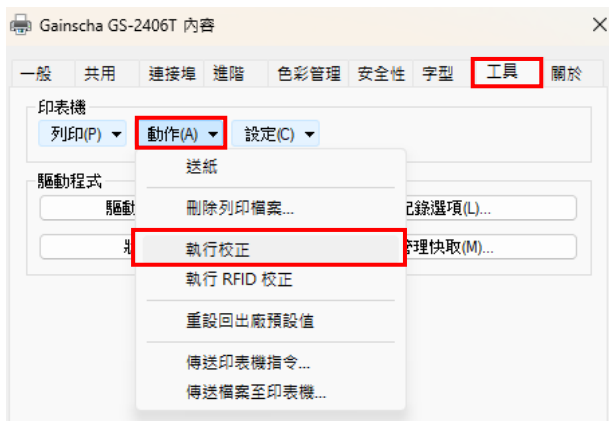 Gainscha GS-2406T 內容
一般 共用 連接埠 進階 色彩管理 安全性 字型 工具 關於
印表機
列印(P) 動作(A) 設定(C)
送紙
驅動程式
刪除列印檔案...
驅動 記錄選項(L)...
執行校正
管理快取(M)...
執行 RFID 校正
重設回出廠預設值
傳送印表機指令...
傳送檔案至印表機...